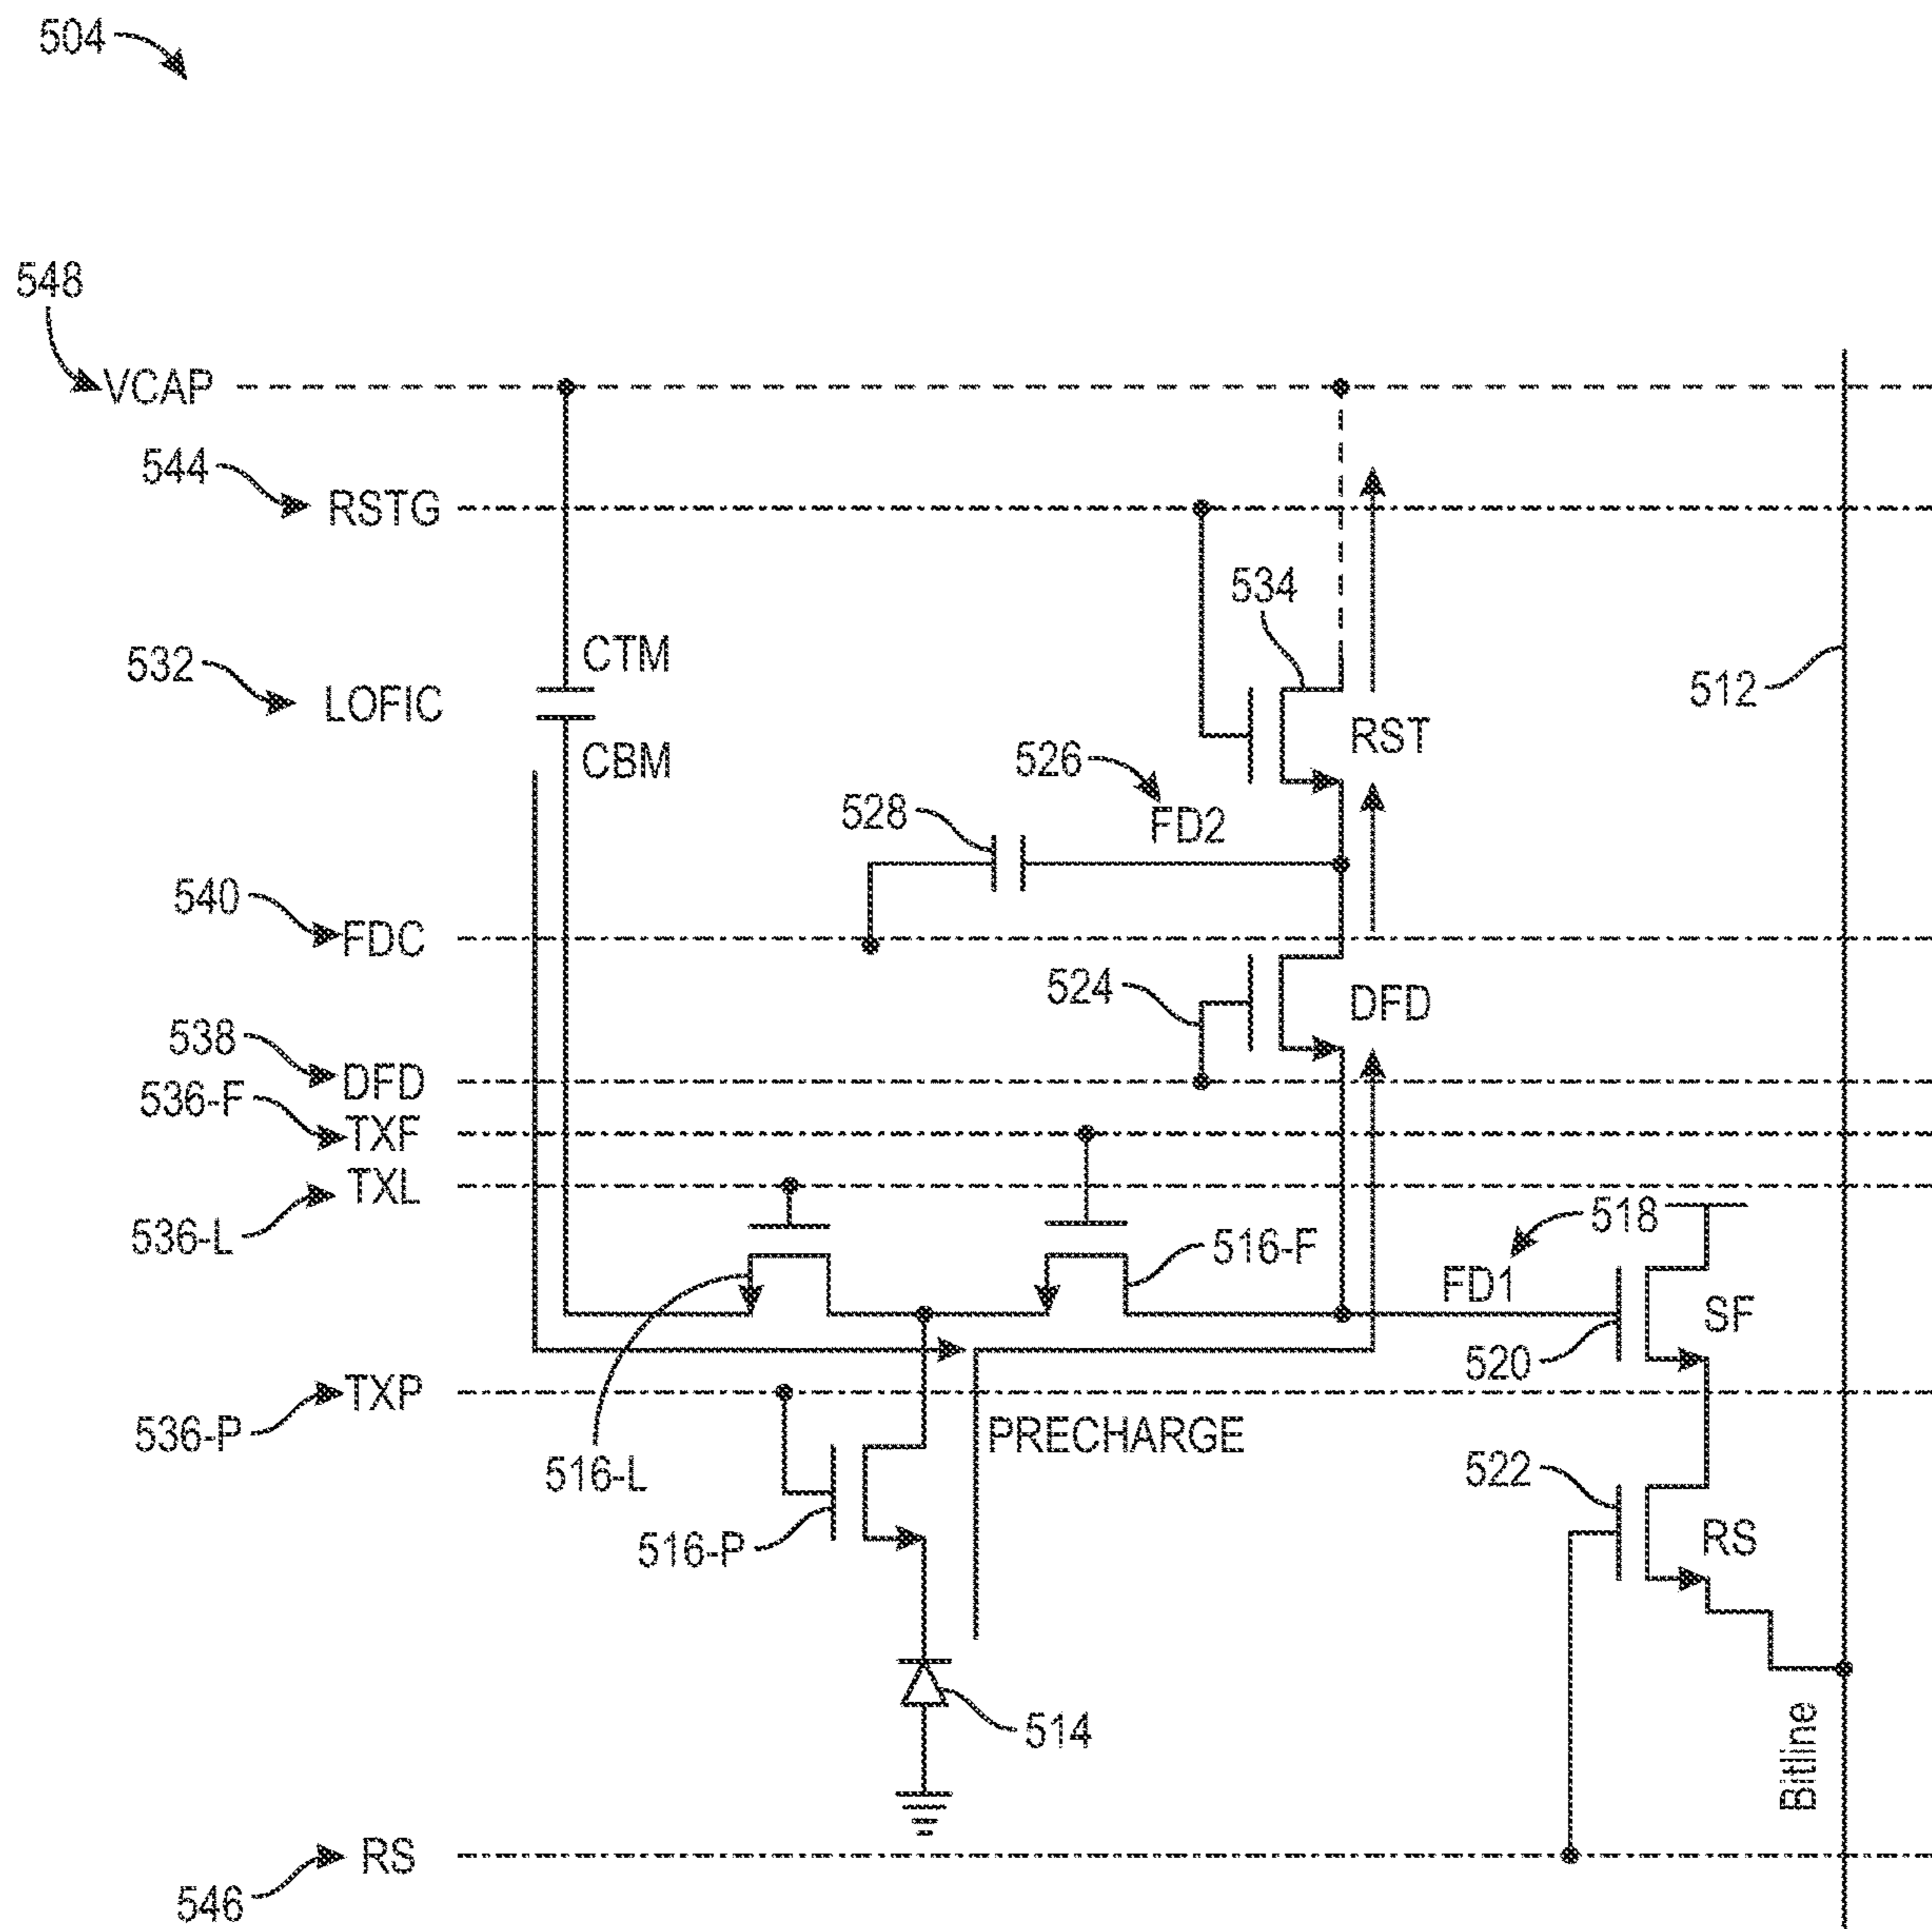 504
548
VCAP
544
RSTG
534
532
CTM
LOFIC
512
CBM
RST
526
528
FD2
540
FDC
524
DFD
538
DFD
536-F
TXF
TXL
536-L
518
516-F
FD1
SF
520
TXP
536-P
PRECHARGE
516-L
522
RS
516-P
514
Bitline
RS
546